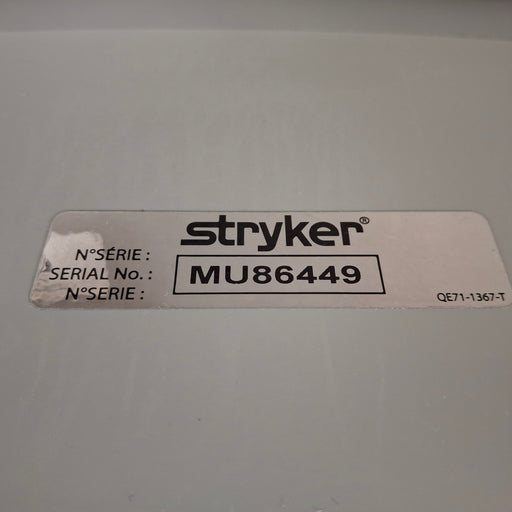 stryker®
N°SÉRIE :
SERIAL No. :
N°SERIE :
MU86449
QE71-1367-T